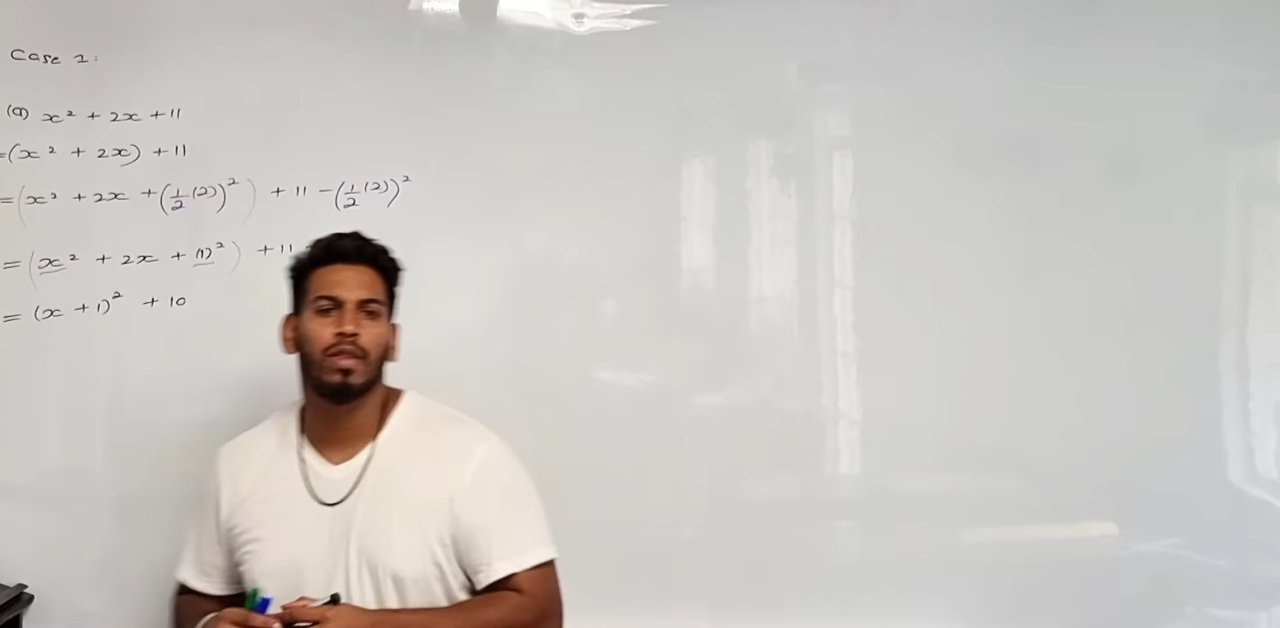 Case 1:
(a) x² + 2x + 11
=(x² + 2x) + 11
=(x² + 2x + (1/2(2))²) + 11 - (1/2(2))²
= (x² + 2x + (1)²) + 11
= (x + 1)² + 10